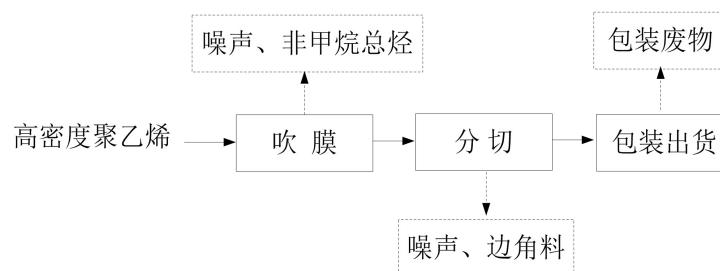 噪声、非甲烷总烃
包装废物
高密度聚乙烯
吹 膜
分 切
包装出货
噪声、边角料